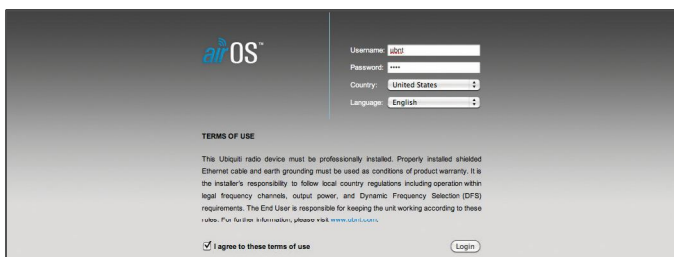 airOS™
Username: ubnt
Password: ••••
Country: United States
Language: English
TERMS OF USE
This Ubiquiti radio device must be professionally installed. Properly installed shielded
Ethernet cable and earth grounding must be used as conditions of product warranty. It is
the installer's responsibility to follow local country regulations including operation within
legal frequency channels, output power, and Dynamic Frequency Selection (DFS)
requirements. The End User is responsible for keeping the unit working according to these
rules. For further information, please visit www.ubnt.com.
I agree to these terms of use
Login